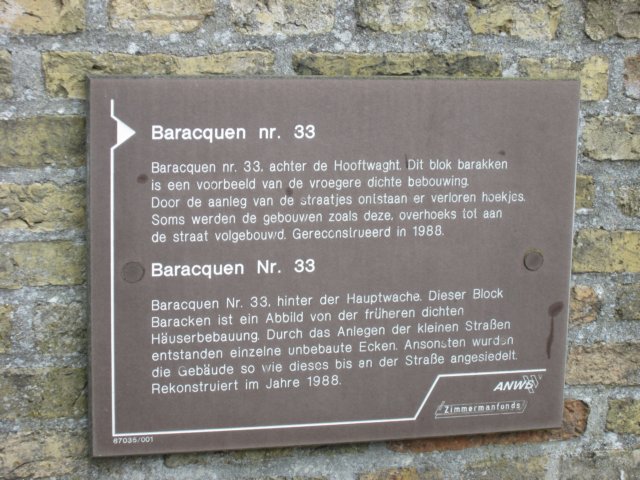 Baracquen nr. 33
Baracquen nr. 33, achter de Hooftwaght. Dit blok barakken
is een voorbeeld van de vroegere dichte bebouwing.
Door de aanleg van de straatjes ontstaan er verloren hoekjes.
Soms werden de gebouwen zoals deze, overhoeks tot aan
de straat volgebouwd. Gereconstrueerd in 1988.
Baracquen Nr. 33
Baracquen Nr. 33, hinter der Hauptwache. Dieser Block
Baracken ist ein Abbild von der früheren dichten
Häuserbebauung. Durch das Anlegen der kleinen Straßen
entstanden einzelne unbebaute Ecken. Ansonsten wurden
die Gebäude so wie dieses bis an der Straße angesiedelt.
Rekonstruiert im Jahre 1988.
ANWB
Zimmermanfonds
67035/001